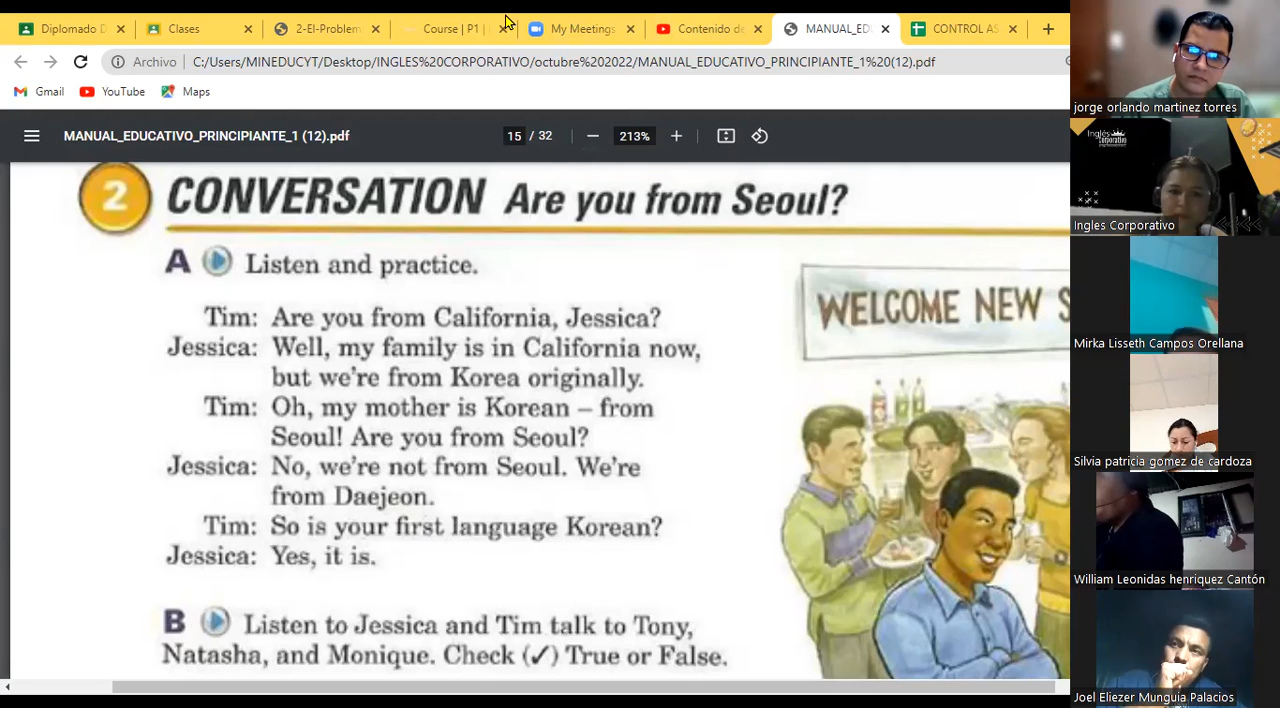 Diplomado D
Clases
2-El-Problem
Course | P1 |
My Meetings
Contenido de
MANUAL_ED
CONTROL AS
Archivo
C:/Users/MINEDUCYT/Desktop/INGLES%20CORPORATIVO/octubre%202022/MANUAL_EDUCATIVO_PRINCIPIANTE_1%20(12).pdf
Gmail
YouTube
Maps
MANUAL_EDUCATIVO_PRINCIPIANTE_1 (12).pdf
15 / 32
213%
2 CONVERSATION Are you from Seoul?
A Listen and practice.
Tim: Are you from California, Jessica?
Jessica: Well, my family is in California now,
but we're from Korea originally.
Tim: Oh, my mother is Korean – from
Seoul! Are you from Seoul?
Jessica: No, we're not from Seoul. We're
from Daejeon.
Tim: So is your first language Korean?
Jessica: Yes, it is.
B Listen to Jessica and Tim talk to Tony,
Natasha, and Monique. Check (✓) True or False.
WELCOME NEW S
jorge orlando martinez torres
Inglés
Corporativo
Ingles Corporativo
Mirka Lisseth Campos Orellana
Silvia patricia gomez de cardoza
William Leonidas henriquez Cantón
Joel Eliezer Munguia Palacios